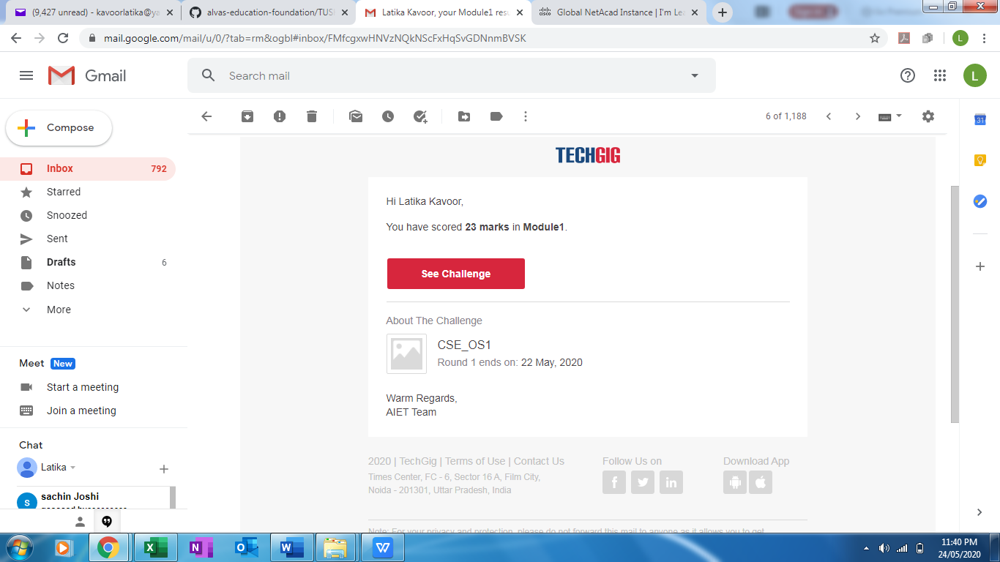 (9,427 unread) - kavoorlatika@ya
alvas-education-foundation/TUS
Latika Kavoor, your Module1 resu
Global NetAcad Instance | I'm Le
mail.google.com/mail/u/0/?tab=rm&ogbl#inbox/FMfcgxwHNVzNQkNScFxHqSvGDNnmBVSK
L
Gmail
Search mail
L
Compose
6 of 1,188
31
Inbox 792
Starred
Snoozed
Sent
Drafts 6
Notes
More
Meet New
Start a meeting
Join a meeting
Chat
Latika
S
sachin Joshi
TECHGIG
Hi Latika Kavoor,
You have scored 23 marks in Module1.
See Challenge
About The Challenge
CSE_OS1
Round 1 ends on: 22 May, 2020
Warm Regards,
AIET Team
2020 | TechGig | Terms of Use | Contact Us
Times Center, FC - 6, Sector 16 A, Film City,
Noida - 201301, Uttar Pradesh, India
Follow Us on
Download App
Note: For your privacy and protection, please do not forward this mail to anyone as it allows you to get
11:40 PM
24/05/2020